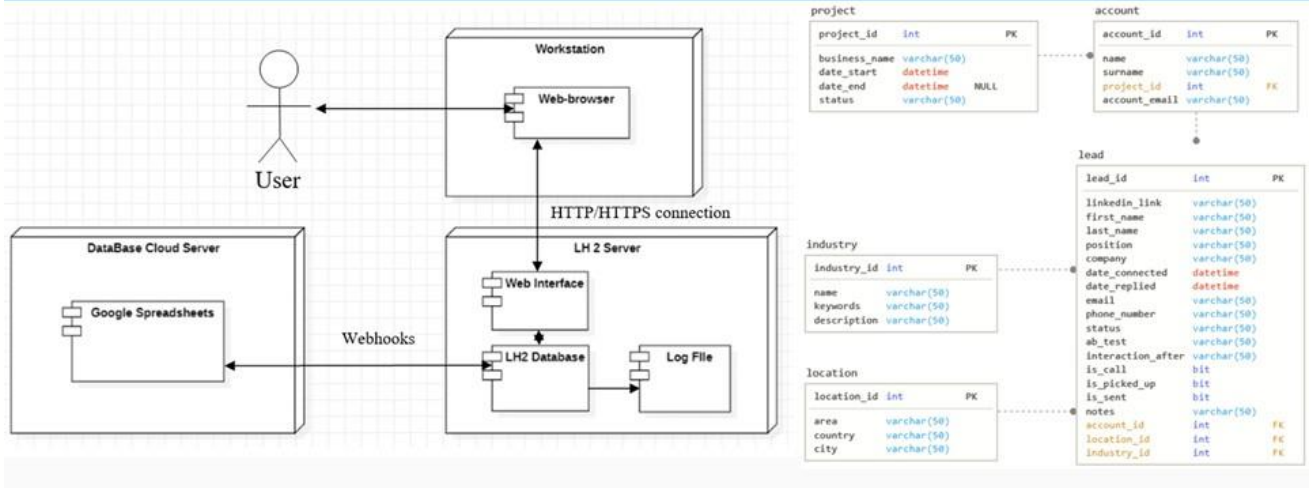 Workstation
Web-browser
User
HTTP/HTTPS connection
DataBase Cloud Server
Google Spreadsheets
Webhooks
LH 2 Server
Web Interface
LH2 Database
Log FIle
project
project_id int PK
business_name varchar(50)
date_start datetime
date_end datetime NULL
status varchar(50)
account
account_id int PK
name varchar(50)
surname varchar(50)
project_id int FK
account_email varchar(50)
lead
lead_id int PK
linkedin_link varchar(50)
first_name varchar(50)
last_name varchar(50)
position varchar(50)
company varchar(50)
date_connected datetime
date_replied datetime
email varchar(50)
phone_number varchar(50)
status varchar(50)
ab_test varchar(50)
interaction_after varchar(50)
is_call bit
is_picked_up bit
is_sent bit
notes varchar(50)
account_id int FK
location_id int FK
industry_id int FK
industry
industry_id int PK
name varchar(50)
keywords varchar(50)
description varchar(50)
location
location_id int PK
area varchar(50)
country varchar(50)
city varchar(50)